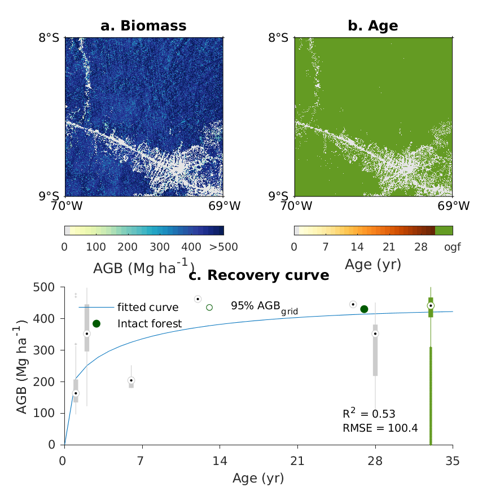 a. Biomass
b. Age
8°S
9°S
70°W 69°W
8°S
9°S
70°W 69°W
0 100 200 300 400 >500
AGB (Mg ha-1)
0 7 14 21 28 ogf
Age (yr)
c. Recovery curve
500
400
300
200
100
0
AGB (Mg ha-1)
fitted curve
95% AGBgrid
Intact forest
R2 = 0.53
RMSE = 100.4
0 7 14 21 28 35
Age (yr)